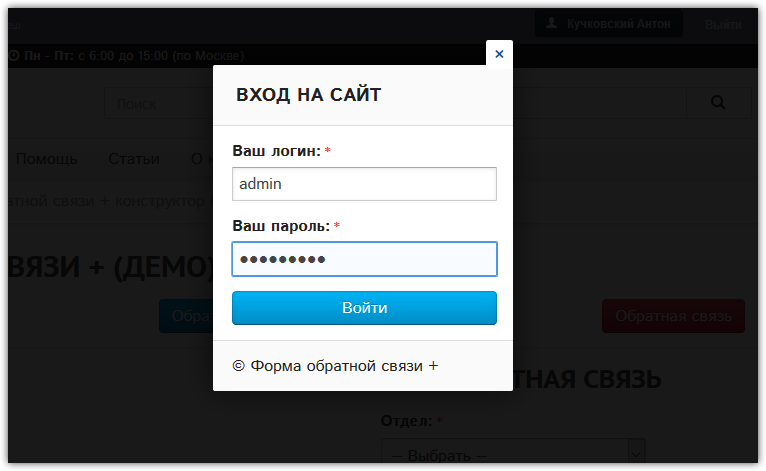 Кучковский Антон
Выйти
Пн - Пт: с 6:00 до 15:00 (по Москве)
×
ВХОД НА САЙТ
Поиск
Ваш логин: *
Помощь Статьи О
admin
атной связи + конструктор
Ваш пароль: *
•••••••••
ВЯЗИ + (ДЕМО)
Войти
Обрат
Обратная связь
© Форма обратной связи +
ТНАЯ СВЯЗЬ
Отдел: *
-- Выбрать --